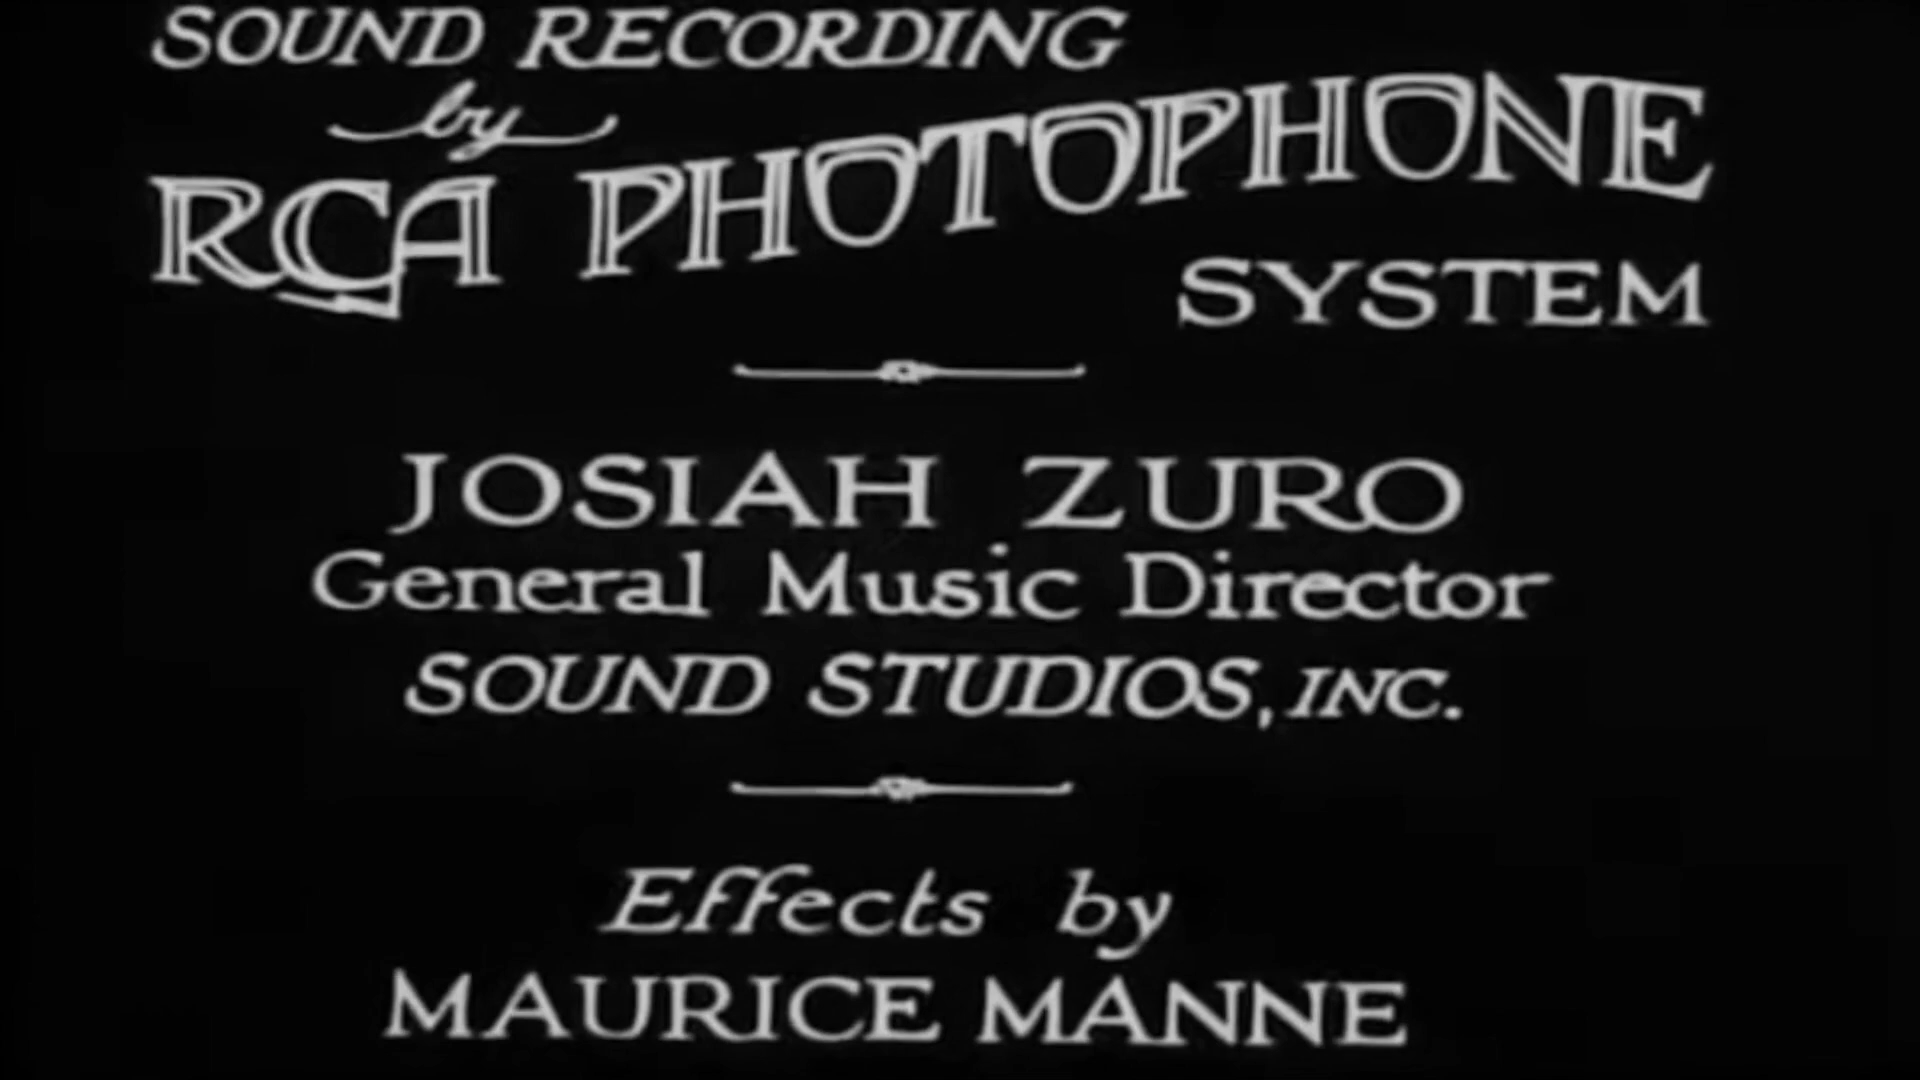 SOUND RECORDING
by
RCA PHOTOPHONE
SYSTEM
JOSIAH ZURO
General Music Director
SOUND STUDIOS, INC.
Effects by
MAURICE MANNE